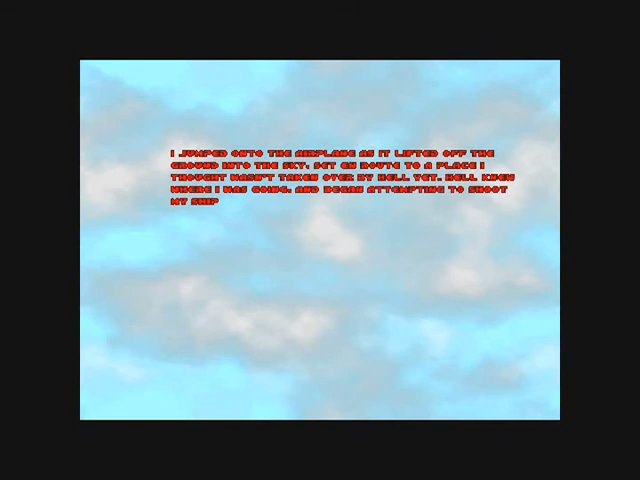 I JUMPED ONTO THE AIRPLANE AS IT LIFTED OFF THE
GROUND INTO THE SKY. SET EN ROUTE TO A PLACE I
THOUGHT WASN'T TAKEN OVER BY HELL YET. HELL KNEW
WHERE I WAS GOING. AND BEGAN ATTEMPTING TO SHOOT
MY SHIP